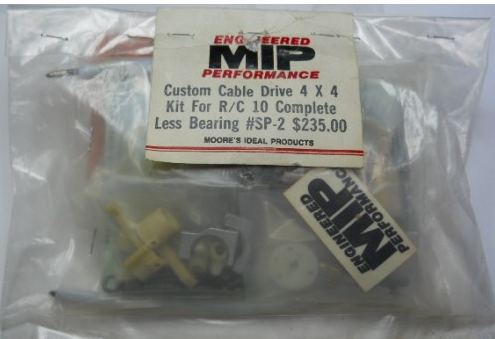 ENGINEERED
MIP
PERFORMANCE
Custom Cable Drive 4 X 4
Kit For R/C 10 Complete
Less Bearing #SP-2 $235.00
MOORE'S IDEAL PRODUCTS
ENGINEERED
MIP
PERFORMANCE